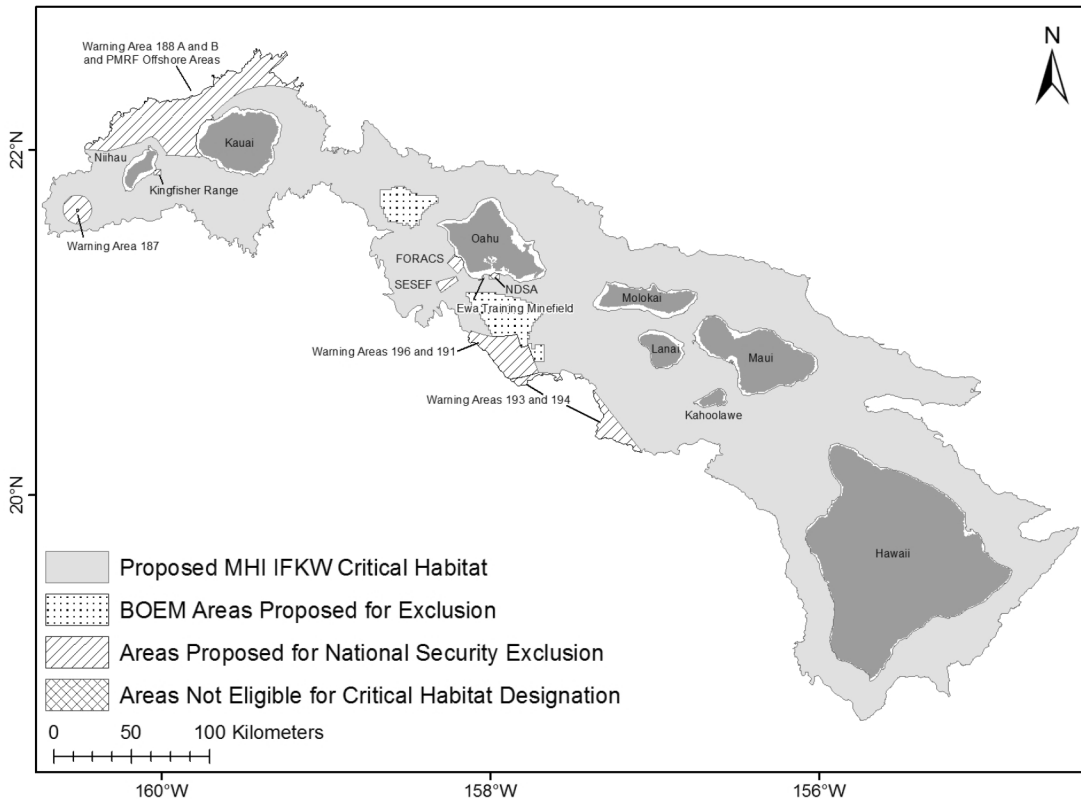 Warning Area 188 A and B
and PMRF Offshore Areas
N
22°N
Kauai
Niihau
Kingfisher Range
Warning Area 187
Oahu
FORACS
SESEF
NDSA
Ewa Training Minefield
Molokai
Warning Areas 196 and 191
Lanai
Maui
Warning Areas 193 and 194
Kahoolawe
20°N
Hawaii
Proposed MHI IFKW Critical Habitat
BOEM Areas Proposed for Exclusion
Areas Proposed for National Security Exclusion
Areas Not Eligible for Critical Habitat Designation
0 50 100 Kilometers
160°W 158°W 156°W